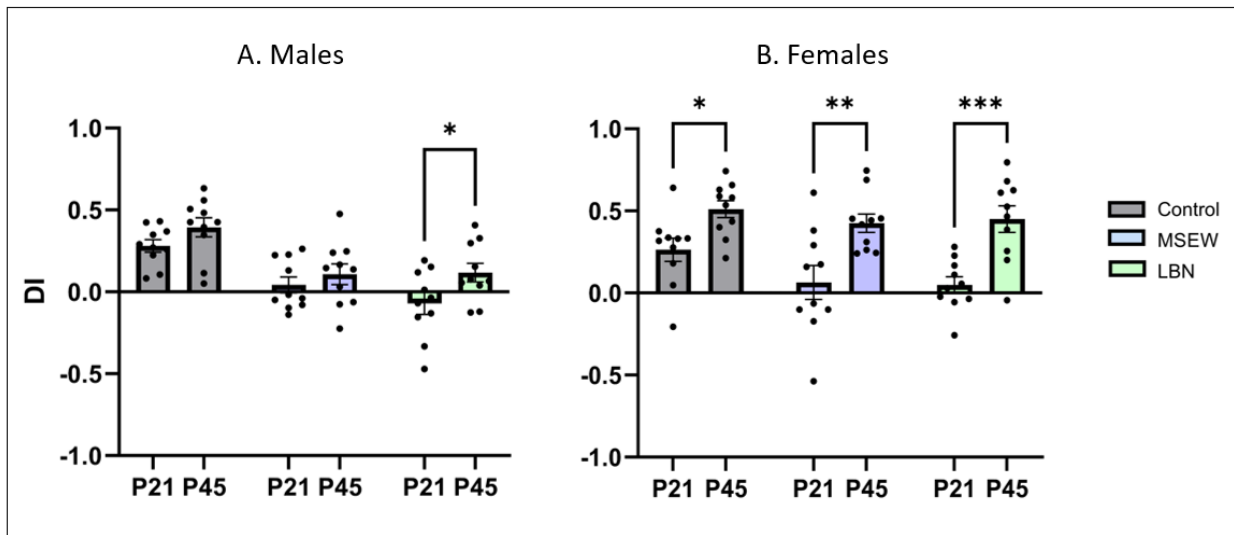 A. Males
B. Females
*
*
**
***
1.0
0.5
0.0
-0.5
-1.0
DI
P21 P45
P21 P45
P21 P45
1.0
0.5
0.0
-0.5
-1.0
P21 P45
P21 P45
P21 P45
Control
MSEW
LBN